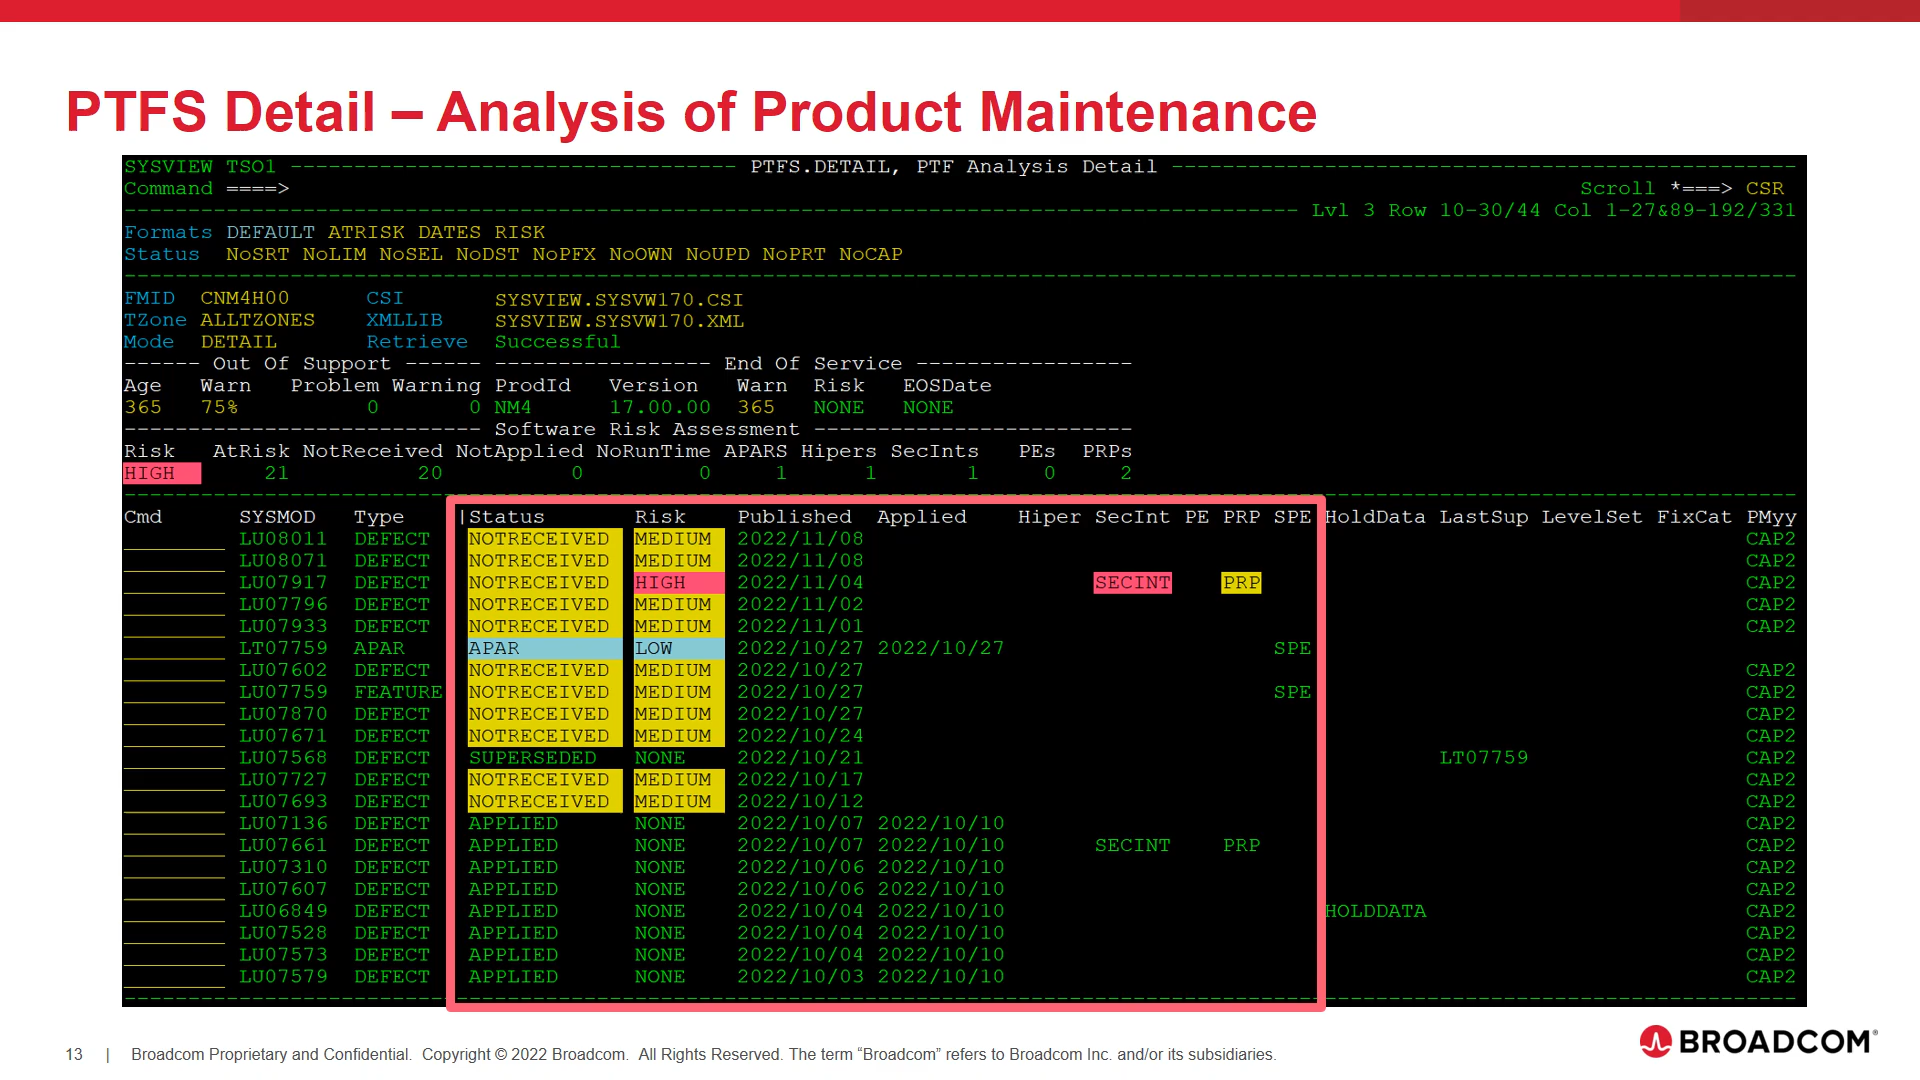 PTFS Detail – Analysis of Product Maintenance
SYSVIEW TSO1 ----------------------------------- PTFS.DETAIL, PTF Analysis Detail -------------------------------------------------
Command ====> Scroll *===> CSR
-------------------------------------------------------------------------------------------- Lvl 3 Row 10-30/44 Col 1-27&89-192/331
Formats DEFAULT ATRISK DATES RISK
Status NoSRT NoLIM NoSEL NoDST NoPFX NoOWN NoUPD NoPRT NoCAP
FMID CNM4H00 CSI SYSVIEW.SYSVW170.CSI
TZone ALLTZONES XMLLIB SYSVIEW.SYSVW170.XML
Mode DETAIL Retrieve Successful
------ Out Of Support ------ ----------------- End Of Service -----------------
Age Warn Problem Warning ProdId Version Warn Risk EOSDate
365 75% 0 0 NM4 17.00.00 365 NONE NONE
---------------------------- Software Risk Assessment -------------------------
Risk AtRisk NotReceived NotApplied NoRunTime APARS Hipers SecInts PEs PRPs
HIGH 21 20 0 0 1 1 1 0 2
Cmd SYSMOD Type |Status Risk Published Applied Hiper SecInt PE PRP SPE HoldData LastSup LevelSet FixCat PMyy
LU08011 DEFECT NOTRECEIVED MEDIUM 2022/11/08 CAP2
LU08071 DEFECT NOTRECEIVED MEDIUM 2022/11/08 CAP2
LU07917 DEFECT NOTRECEIVED HIGH 2022/11/04 SECINT PRP CAP2
LU07796 DEFECT NOTRECEIVED MEDIUM 2022/11/02 CAP2
LU07933 DEFECT NOTRECEIVED MEDIUM 2022/11/01 CAP2
LT07759 APAR APAR LOW 2022/10/27 2022/10/27 SPE
LU07602 DEFECT NOTRECEIVED MEDIUM 2022/10/27 CAP2
LU07759 FEATURE NOTRECEIVED MEDIUM 2022/10/27 SPE CAP2
LU07870 DEFECT NOTRECEIVED MEDIUM 2022/10/27 CAP2
LU07671 DEFECT NOTRECEIVED MEDIUM 2022/10/24 CAP2
LU07568 DEFECT SUPERSEDED NONE 2022/10/21 LT07759 CAP2
LU07727 DEFECT NOTRECEIVED MEDIUM 2022/10/17 CAP2
LU07693 DEFECT NOTRECEIVED MEDIUM 2022/10/12 CAP2
LU07136 DEFECT APPLIED NONE 2022/10/07 2022/10/10 CAP2
LU07661 DEFECT APPLIED NONE 2022/10/07 2022/10/10 SECINT PRP CAP2
LU07310 DEFECT APPLIED NONE 2022/10/06 2022/10/10 CAP2
LU07607 DEFECT APPLIED NONE 2022/10/06 2022/10/10 CAP2
LU06849 DEFECT APPLIED NONE 2022/10/04 2022/10/10 HOLDDATA CAP2
LU07528 DEFECT APPLIED NONE 2022/10/04 2022/10/10 CAP2
LU07573 DEFECT APPLIED NONE 2022/10/04 2022/10/10 CAP2
LU07579 DEFECT APPLIED NONE 2022/10/03 2022/10/10 CAP2
13 | Broadcom Proprietary and Confidential. Copyright © 2022 Broadcom. All Rights Reserved. The term “Broadcom” refers to Broadcom Inc. and/or its subsidiaries.
BROADCOM®